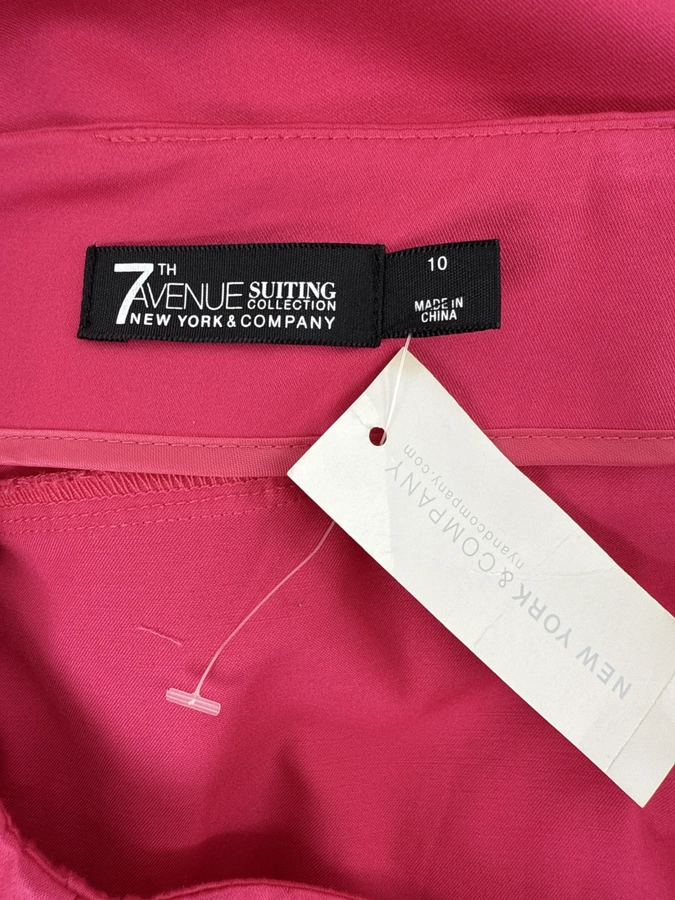 7TH
AVENUE SUITING
COLLECTION
NEW YORK & COMPANY
10
MADE IN
CHINA
NEW YORK & COMPANY
nyandcompany.com